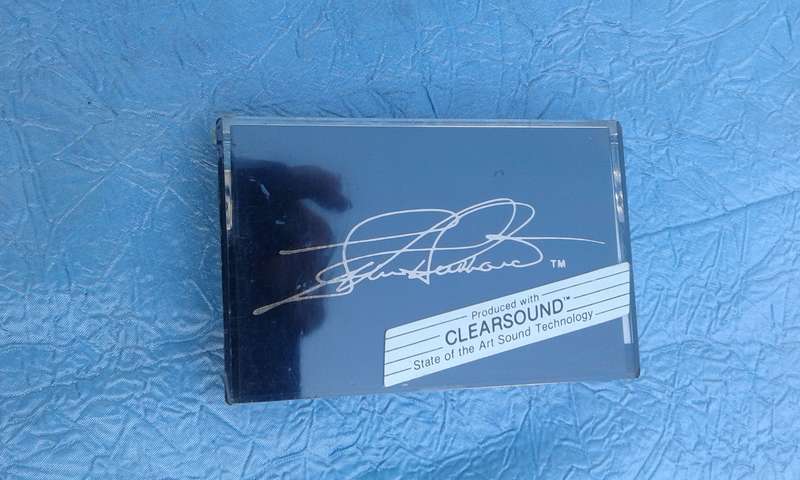 TM
Produced with
CLEARSOUND™
State of the Art Sound Technology